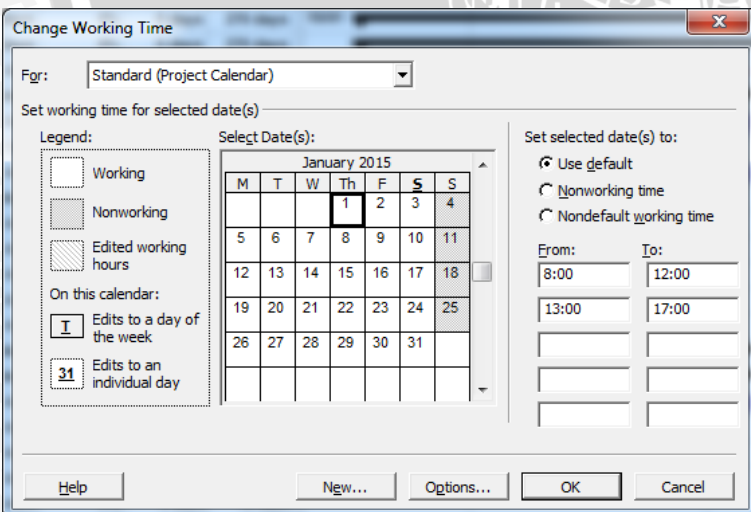 Change Working Time
For: Standard (Project Calendar)
Set working time for selected date(s)
Legend:
Working
Nonworking
Edited working
hours
On this calendar:
T Edits to a day of
the week
31 Edits to an
individual day
Select Date(s):
January 2015
M T W Th F S S
1 2 3 4
5 6 7 8 9 10 11
12 13 14 15 16 17 18
19 20 21 22 23 24 25
26 27 28 29 30 31
Set selected date(s) to:
Use default
Nonworking time
Nondefault working time
From: To:
8:00 12:00
13:00 17:00
Help New... Options... OK Cancel